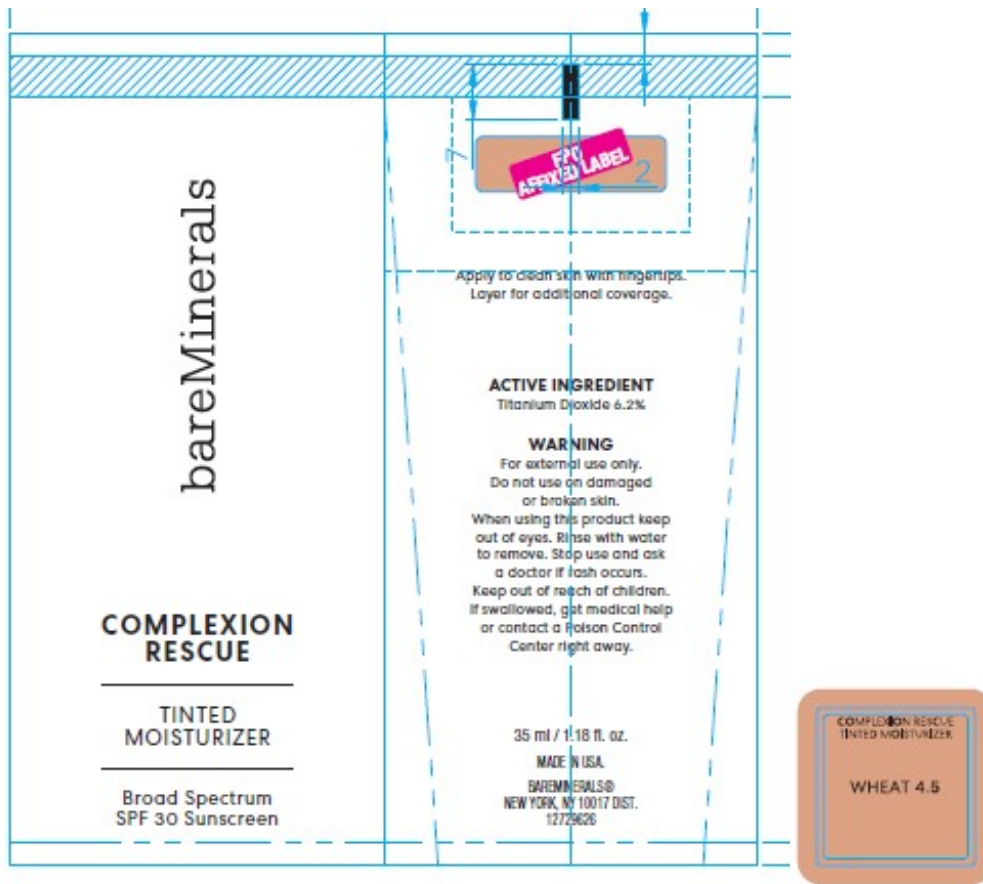 bareMinerals
COMPLEXION
RESCUE
TINTED
MOISTURIZER
Broad Spectrum
SPF 30 Sunscreen
7
FPO
AFFIXED LABEL
2
Apply to clean skin with fingertips.
Layer for additional coverage.
ACTIVE INGREDIENT
Titanium Dioxide 6.2%
WARNING
For external use only.
Do not use on damaged
or broken skin.
When using this product keep
out of eyes. Rinse with water
to remove. Stop use and ask
a doctor if rash occurs.
Keep out of reach of children.
If swallowed, get medical help
or contact a Poison Control
Center right away.
35 ml / 1.18 fl. oz.
MADE IN USA.
BAREMINERALS®
NEW YORK, NY 10017 DIST.
12729626
COMPLEXION RESCUE
TINTED MOISTURIZER
WHEAT 4.5